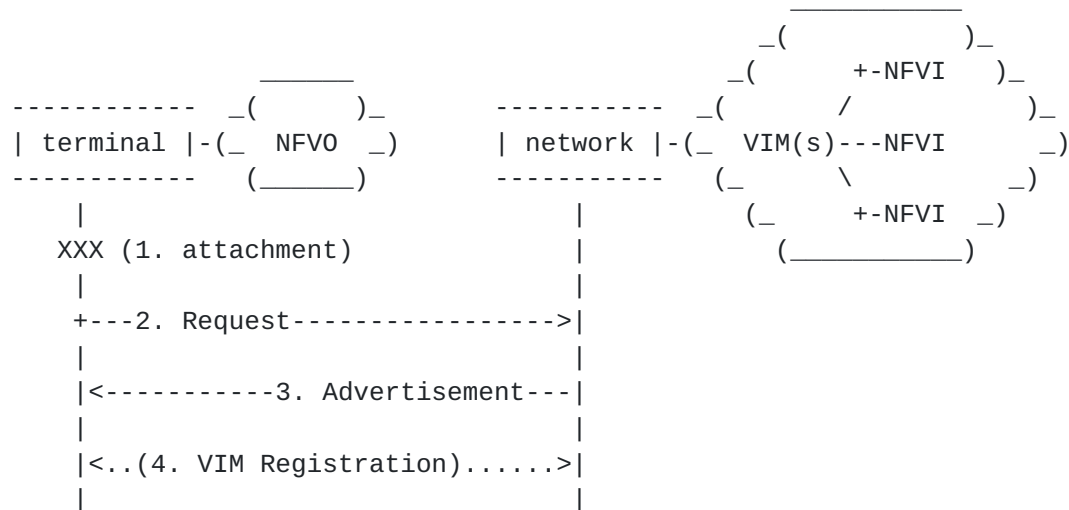 +-NFVI
terminal NFVO network VIM(s)---NFVI
+-NFVI
XXX (1. attachment)
+---2. Request----------------->|
|<-----------3. Advertisement---|
|<..(4. VIM Registration)......>|